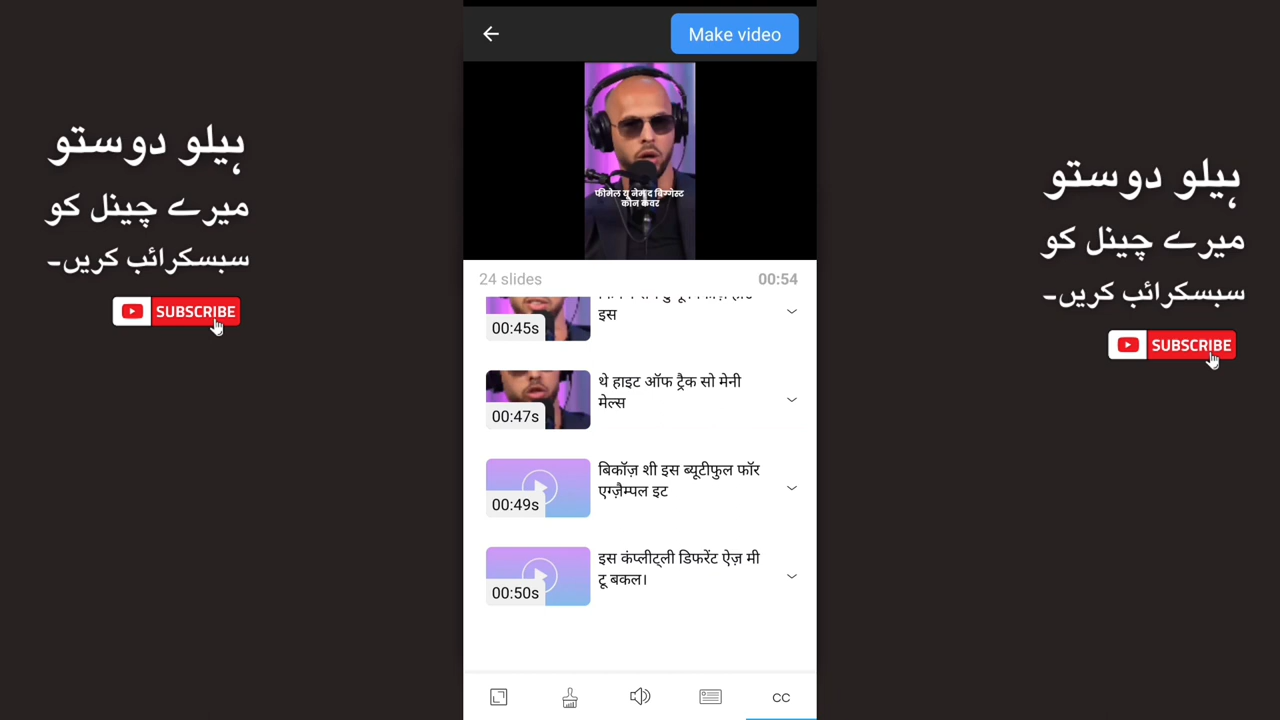 ہیلو دوستو
میرے چینل کو
سبسکرائب کریں۔
SUBSCRIBE
Make video
फीमेल यू नेम द बिग्गेस्ट
कौन कवर
24 slides
00:54
00:45s
इस
00:47s
थे हाइट ऑफ ट्रैक सो मेनी
मेल्स
00:49s
बिकॉज़ शी इस ब्यूटीफुल फॉर
एग्ज़ैम्पल इट
00:50s
इस कंप्लीट्ली डिफरेंट ऐज़ मी
टू बकल।
CC
ہیلو دوستو
میرے چینل کو
سبسکرائب کریں۔
SUBSCRIBE